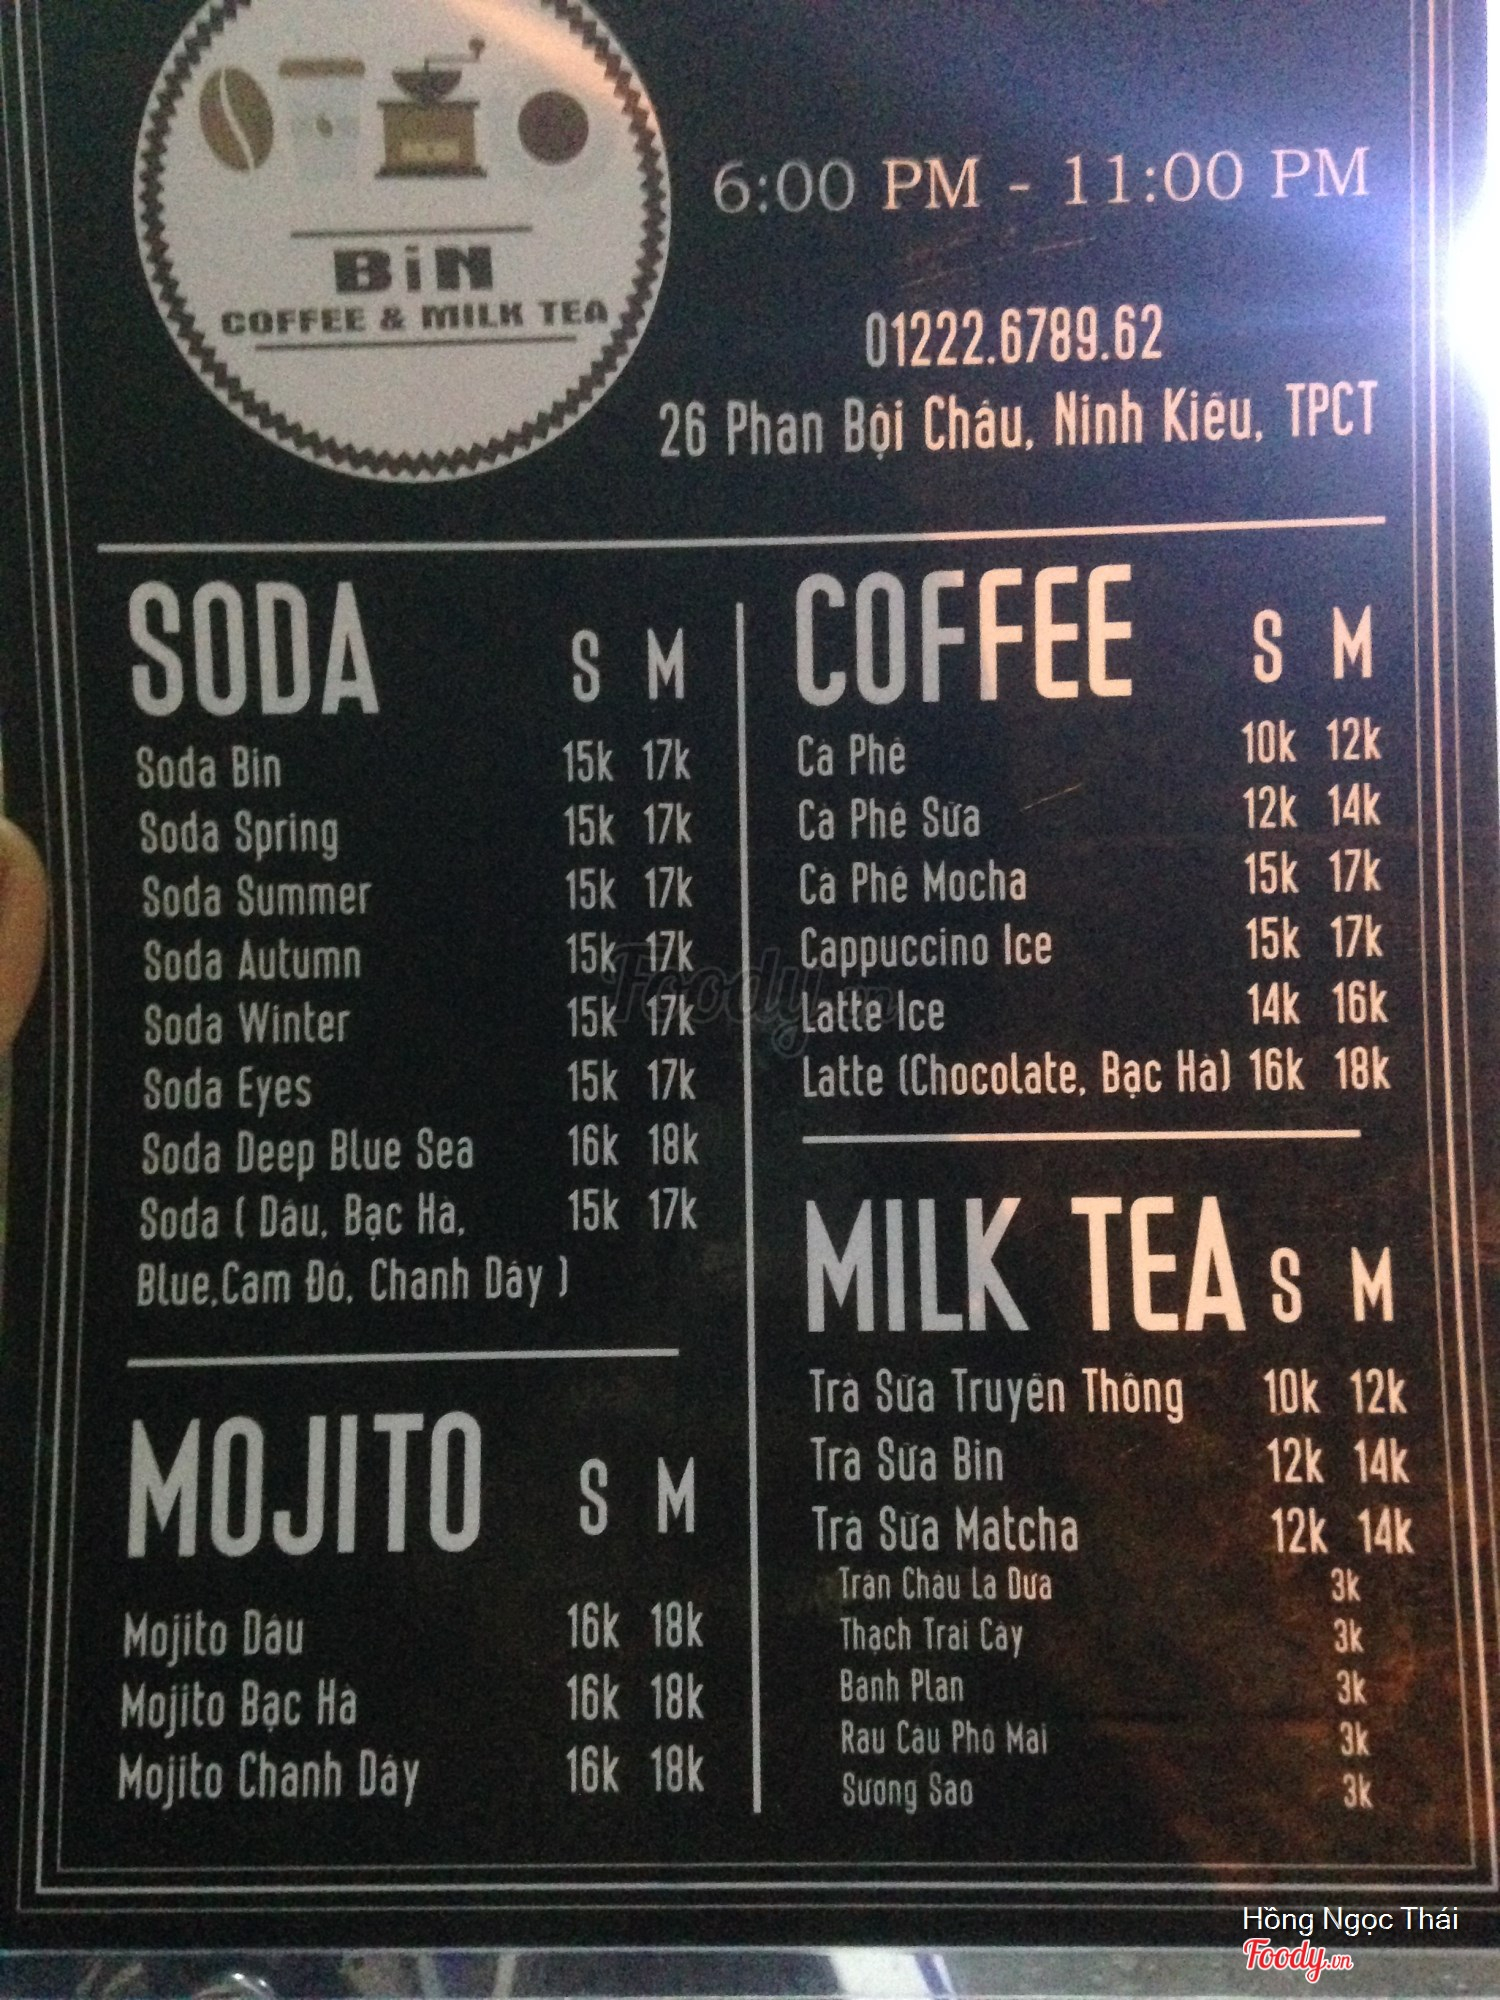 BiN
COFFEE & MILK TEA
6:00 PM - 11:00 PM
01222.6789.62
26 Phan Bội Châu, Ninh Kiêu, TPCT
SODA S M
Soda Bin 15k 17k
Soda Spring 15k 17k
Soda Summer 15k 17k
Soda Autumn 15k 17k
Soda Winter 15k 17k
Soda Eyes 15k 17k
Soda Deep Blue Sea 16k 18k
Soda ( Dâu, Bạc Hà, 15k 17k
Blue,Cam Đỏ, Chanh Dây )
MOJITO S M
Mojito Dâu 16k 18k
Mojito Bạc Hà 16k 18k
Mojito Chanh Dây 16k 18k
COFFEE S M
Cà Phê 10k 12k
Cà Phê Sữa 12k 14k
Cà Phê Mocha 15k 17k
Cappuccino Ice 15k 17k
Latte Ice 14k 16k
Latte (Chocolate, Bạc Hà) 16k 18k
MILK TEA S M
Trà Sữa Truyền Thông 10k 12k
Trà Sữa Bin 12k 14k
Trà Sữa Matcha 12k 14k
Trân Châu Lá Dứa 3k
Thạch Trái Cây 3k
Bánh Plan 3k
Rau Câu Phô Mai 3k
Sương Sáo 3k
Foody.vn
Hồng Ngọc Thái
Foody.vn